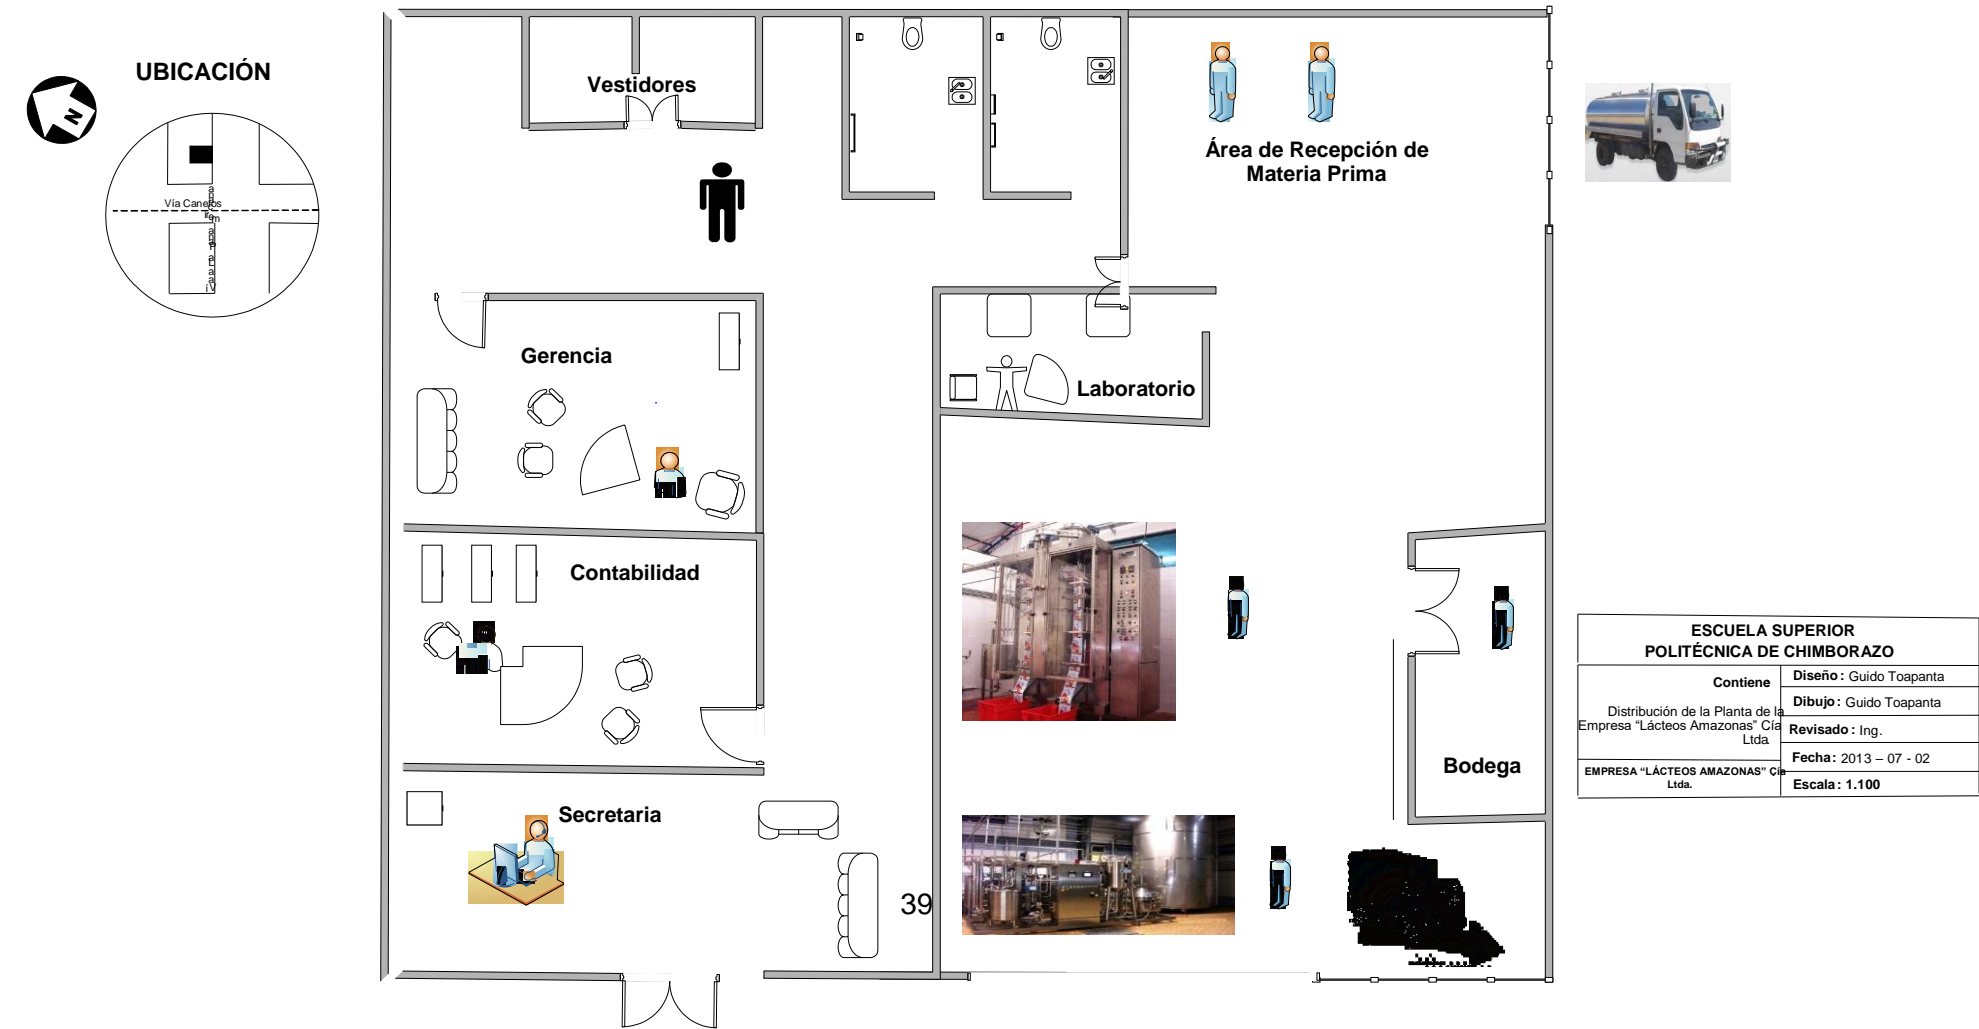 UBICACIÓN
N
Vía Canelos
Vestidores
Área de Recepción de
Materia Prima
Gerencia
Laboratorio
Contabilidad
Secretaria
Bodega
39
ESCUELA SUPERIOR
POLITÉCNICA DE CHIMBORAZO
Contiene
Distribución de la Planta de la
Empresa “Lácteos Amazonas” Cía
Ltda
EMPRESA “LÁCTEOS AMAZONAS” Cía
Ltda.
Diseño: Guido Toapanta
Dibujo: Guido Toapanta
Revisado: Ing.
Fecha: 2013 – 07 - 02
Escala: 1.100